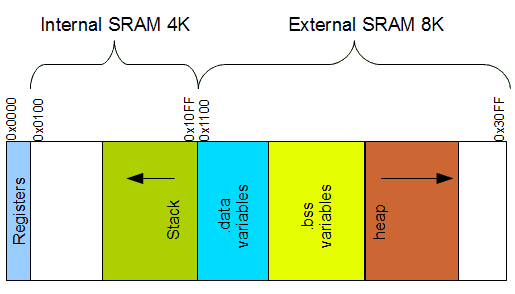 Internal SRAM 4K
External SRAM 8K
0x0000
0x0100
0x10FF
0x1100
0x30FF
Registers
Stack
.data
variables
.bss
variables
heap